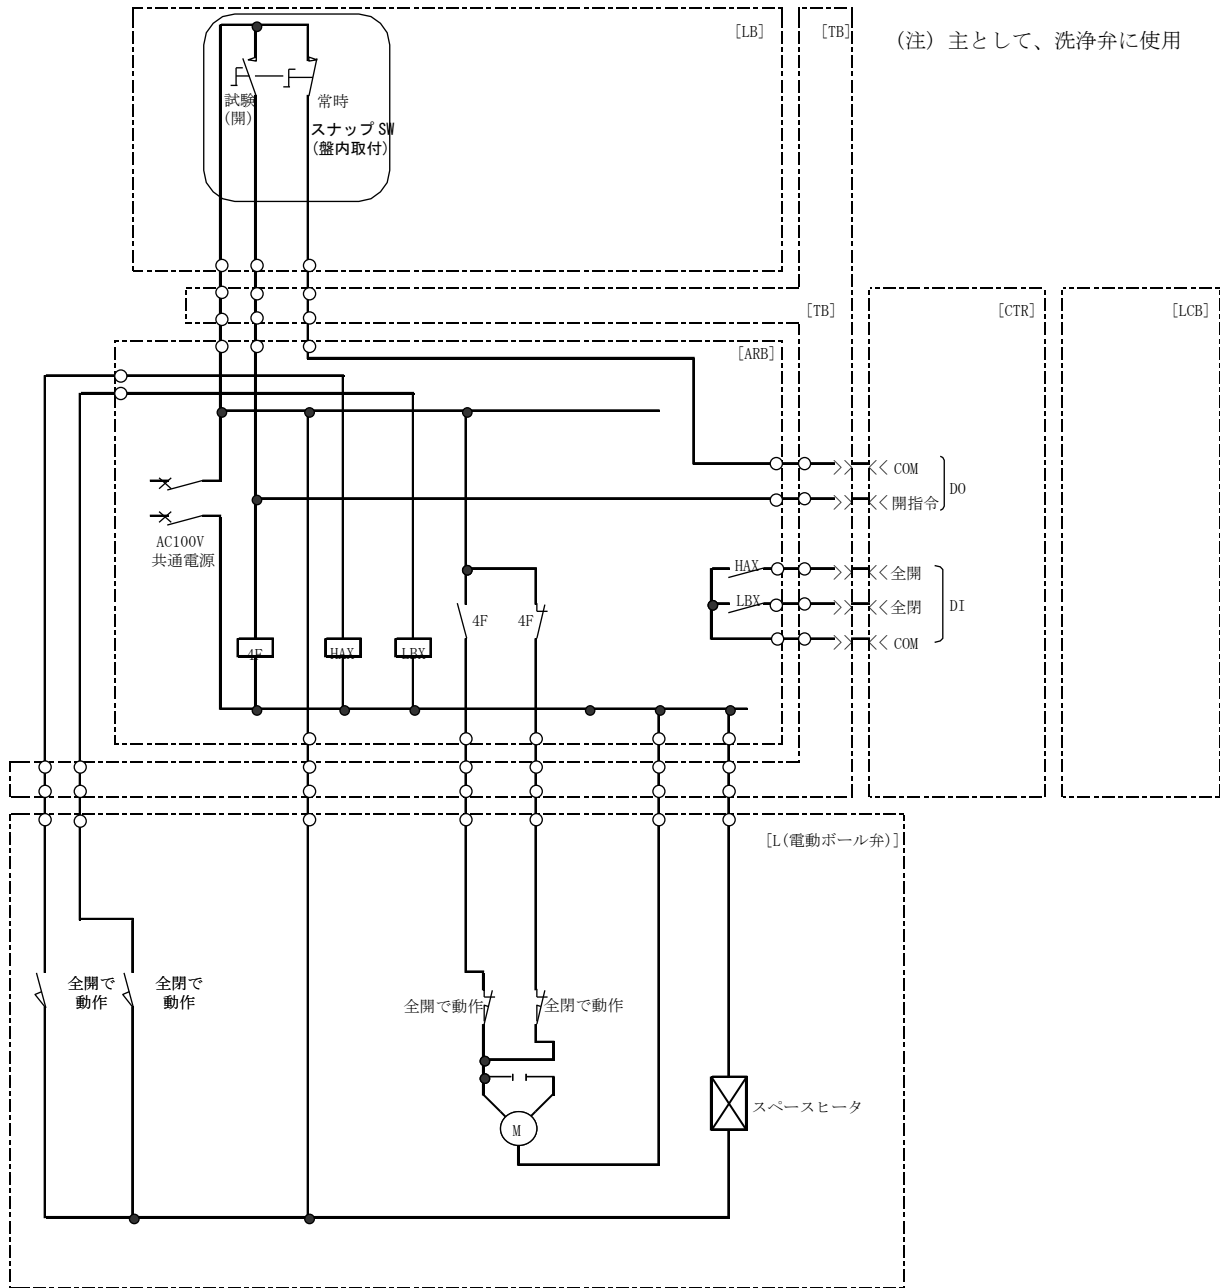 [LB]
[TB]
(注) 主として、洗浄弁に使用
試験
(開)
常時
スナップSW
(盤内取付)
[TB]
[CTR]
[LCB]
[ARB]
COM
DO
開指令
AC100V
共通電源
HAX
全開
LBX
全閉
DI
COM
4F
4F
4F
HAX
LBX
[L(電動ボール弁)]
全開で
動作
全閉で
動作
全開で動作
全閉で動作
M
スペースヒータ